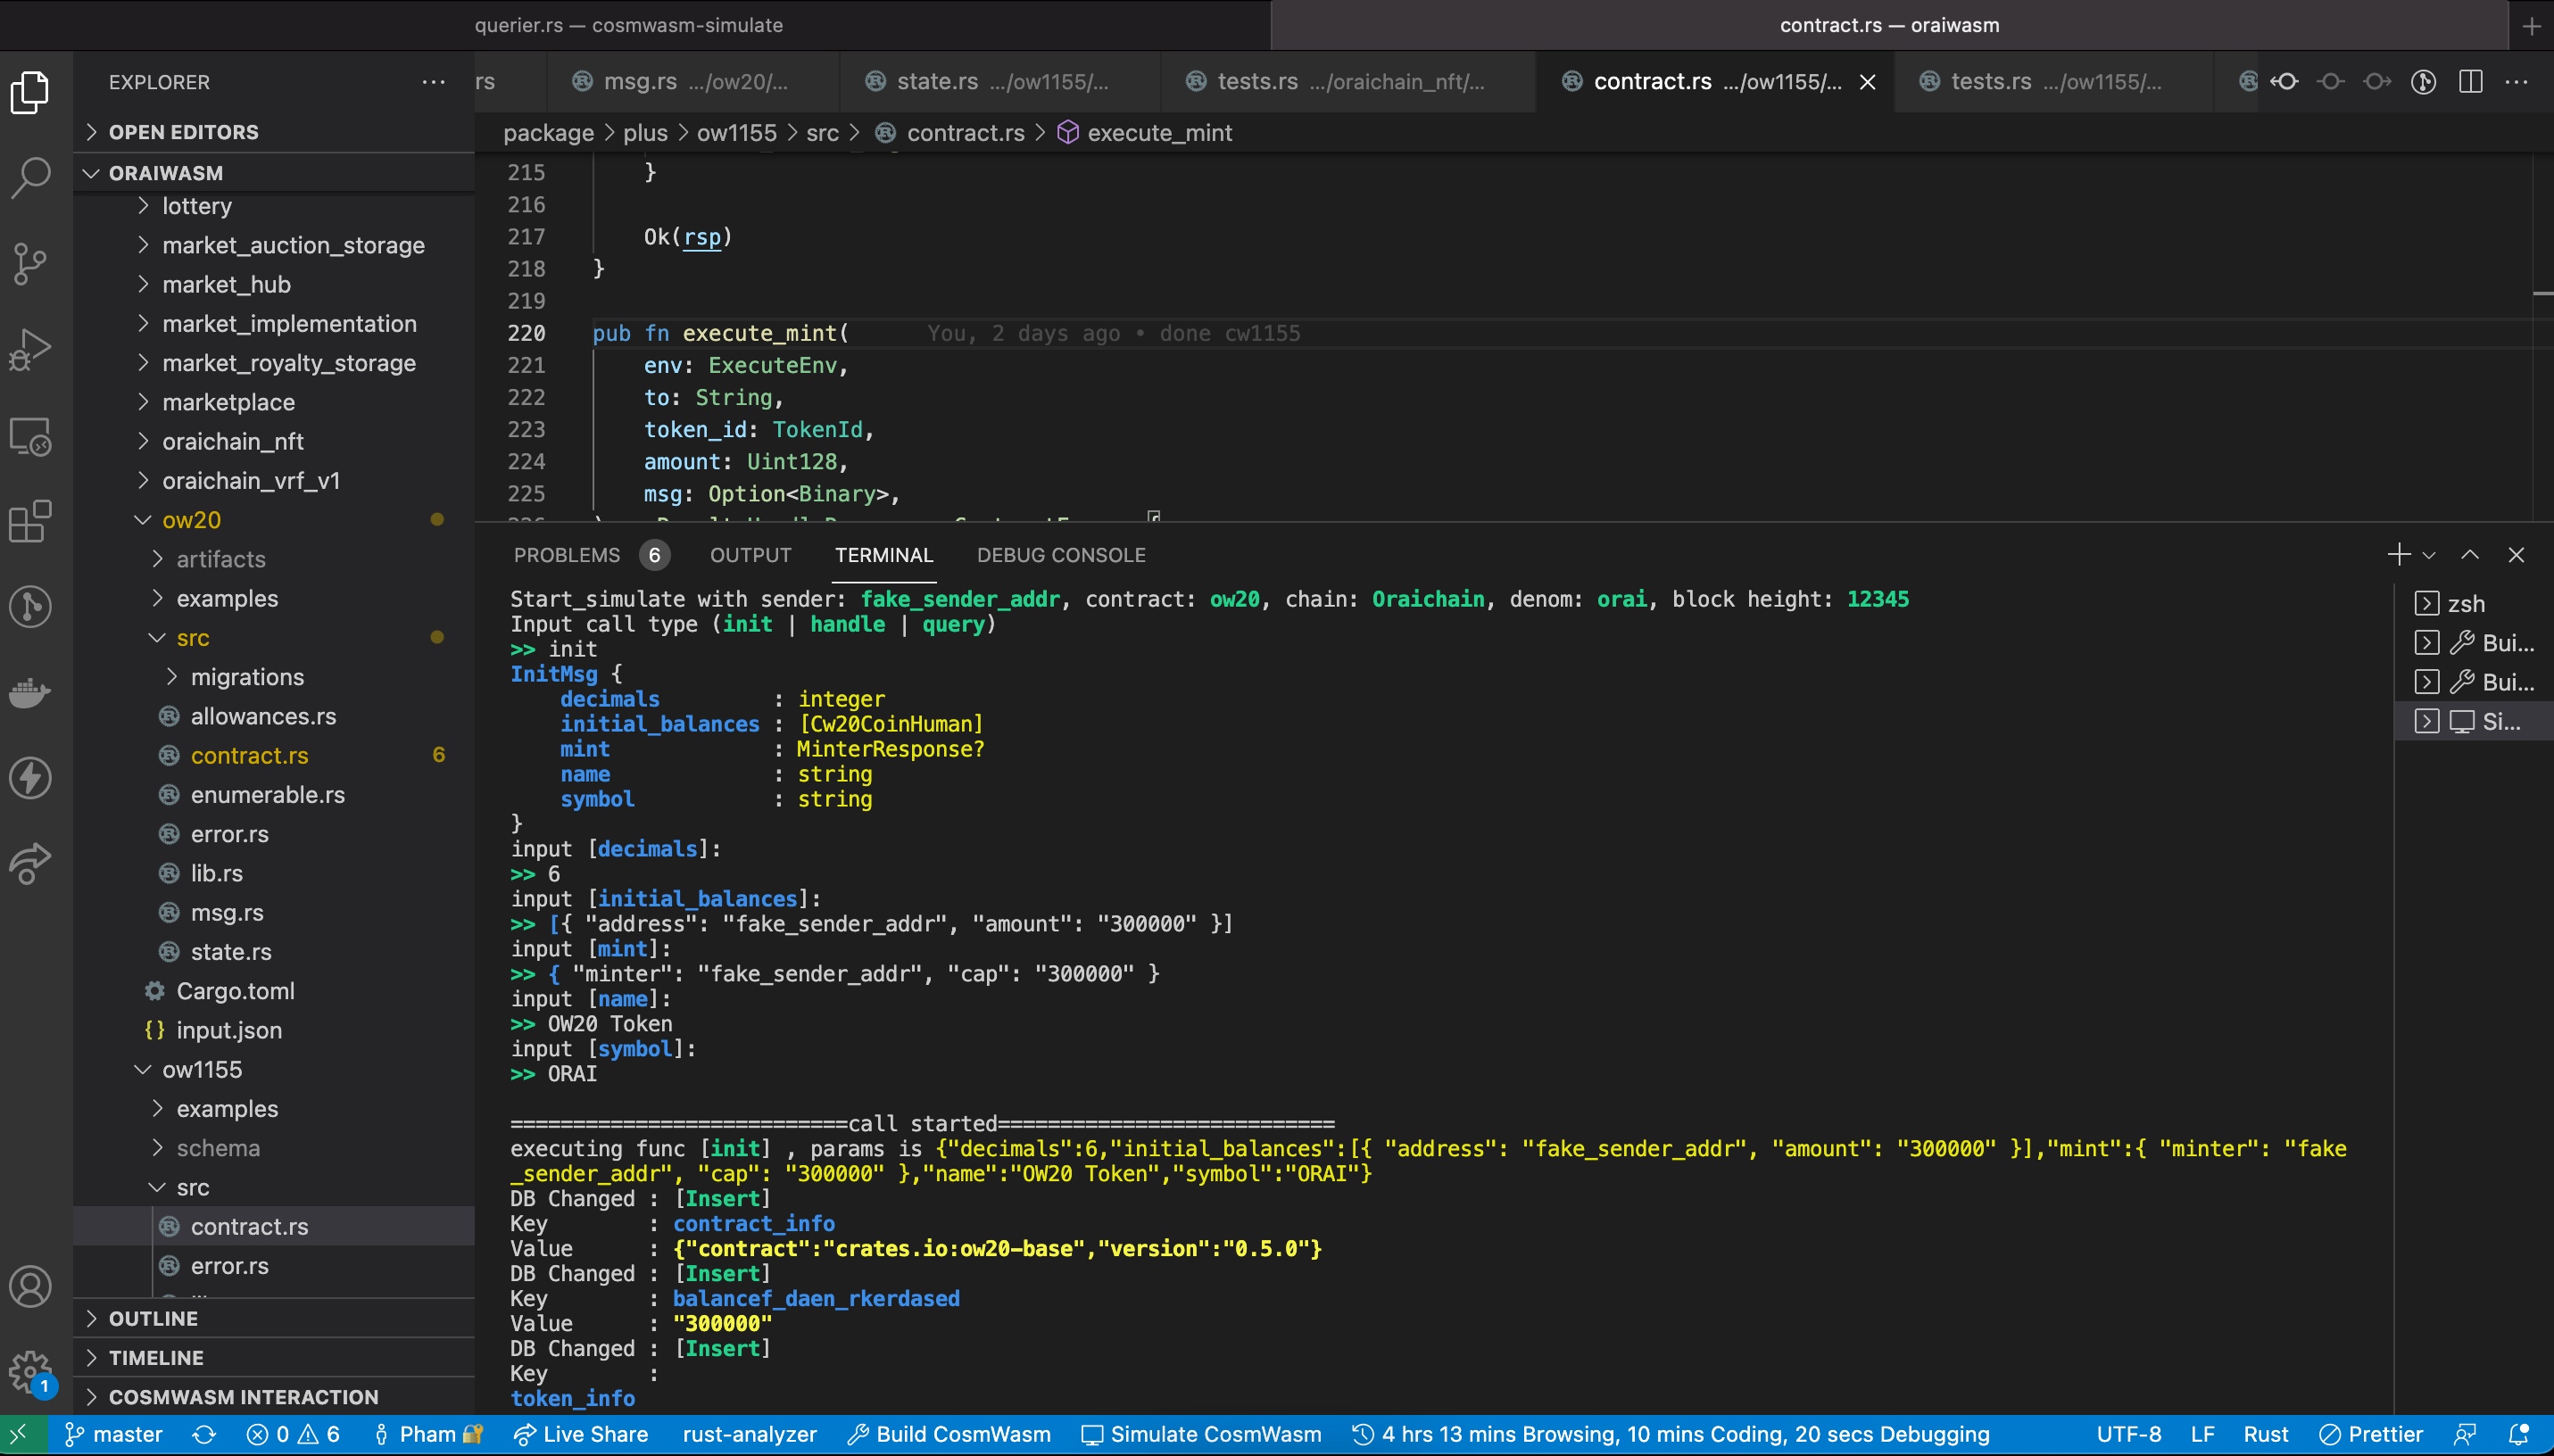 querier.rs — cosmwasm-simulate
contract.rs — oraiwasm
EXPLORER
rs
msg.rs .../ow20/...
state.rs .../ow1155/...
tests.rs .../oraichain_nft/...
contract.rs .../ow1155/...
tests.rs .../ow1155/...
OPEN EDITORS
ORAIWASM
lottery
market_auction_storage
market_hub
market_implementation
market_royalty_storage
marketplace
oraichain_nft
oraichain_vrf_v1
ow20
artifacts
examples
src
migrations
allowances.rs
contract.rs 6
enumerable.rs
error.rs
lib.rs
msg.rs
state.rs
Cargo.toml
{} input.json
ow1155
examples
schema
src
contract.rs
error.rs
OUTLINE
TIMELINE
COSMWASM INTERACTION
1
package > plus > ow1155 > src > contract.rs > execute_mint
215 }
216
217 Ok(rsp)
218 }
219
220 pub fn execute_mint( You, 2 days ago • done cw1155
221 env: ExecuteEnv,
222 to: String,
223 token_id: TokenId,
224 amount: Uint128,
225 msg: Option<Binary>,
PROBLEMS 6 OUTPUT TERMINAL DEBUG CONSOLE
Start_simulate with sender: fake_sender_addr, contract: ow20, chain: Oraichain, denom: orai, block height: 12345
Input call type (init | handle | query)
>> init
InitMsg {
decimals : integer
initial_balances : [Cw20CoinHuman]
mint : MinterResponse?
name : string
symbol : string
}
input [decimals]:
>> 6
input [initial_balances]:
>> [{ "address": "fake_sender_addr", "amount": "300000" }]
input [mint]:
>> { "minter": "fake_sender_addr", "cap": "300000" }
input [name]:
>> OW20 Token
input [symbol]:
>> ORAI
===========================call started===========================
executing func [init] , params is {"decimals":6,"initial_balances":[{ "address": "fake_sender_addr", "amount": "300000" }],"mint":{ "minter": "fake
_sender_addr", "cap": "300000" },"name":"OW20 Token","symbol":"ORAI"}
DB Changed : [Insert]
Key : contract_info
Value : {"contract":"crates.io:ow20-base","version":"0.5.0"}
DB Changed : [Insert]
Key : balancef_daen_rkerdased
Value : "300000"
DB Changed : [Insert]
Key :
token_info
zsh
Bui...
Bui...
Si...
master 0 6 Pham Live Share rust-analyzer Build CosmWasm Simulate CosmWasm 4 hrs 13 mins Browsing, 10 mins Coding, 20 secs Debugging UTF-8 LF Rust Prettier